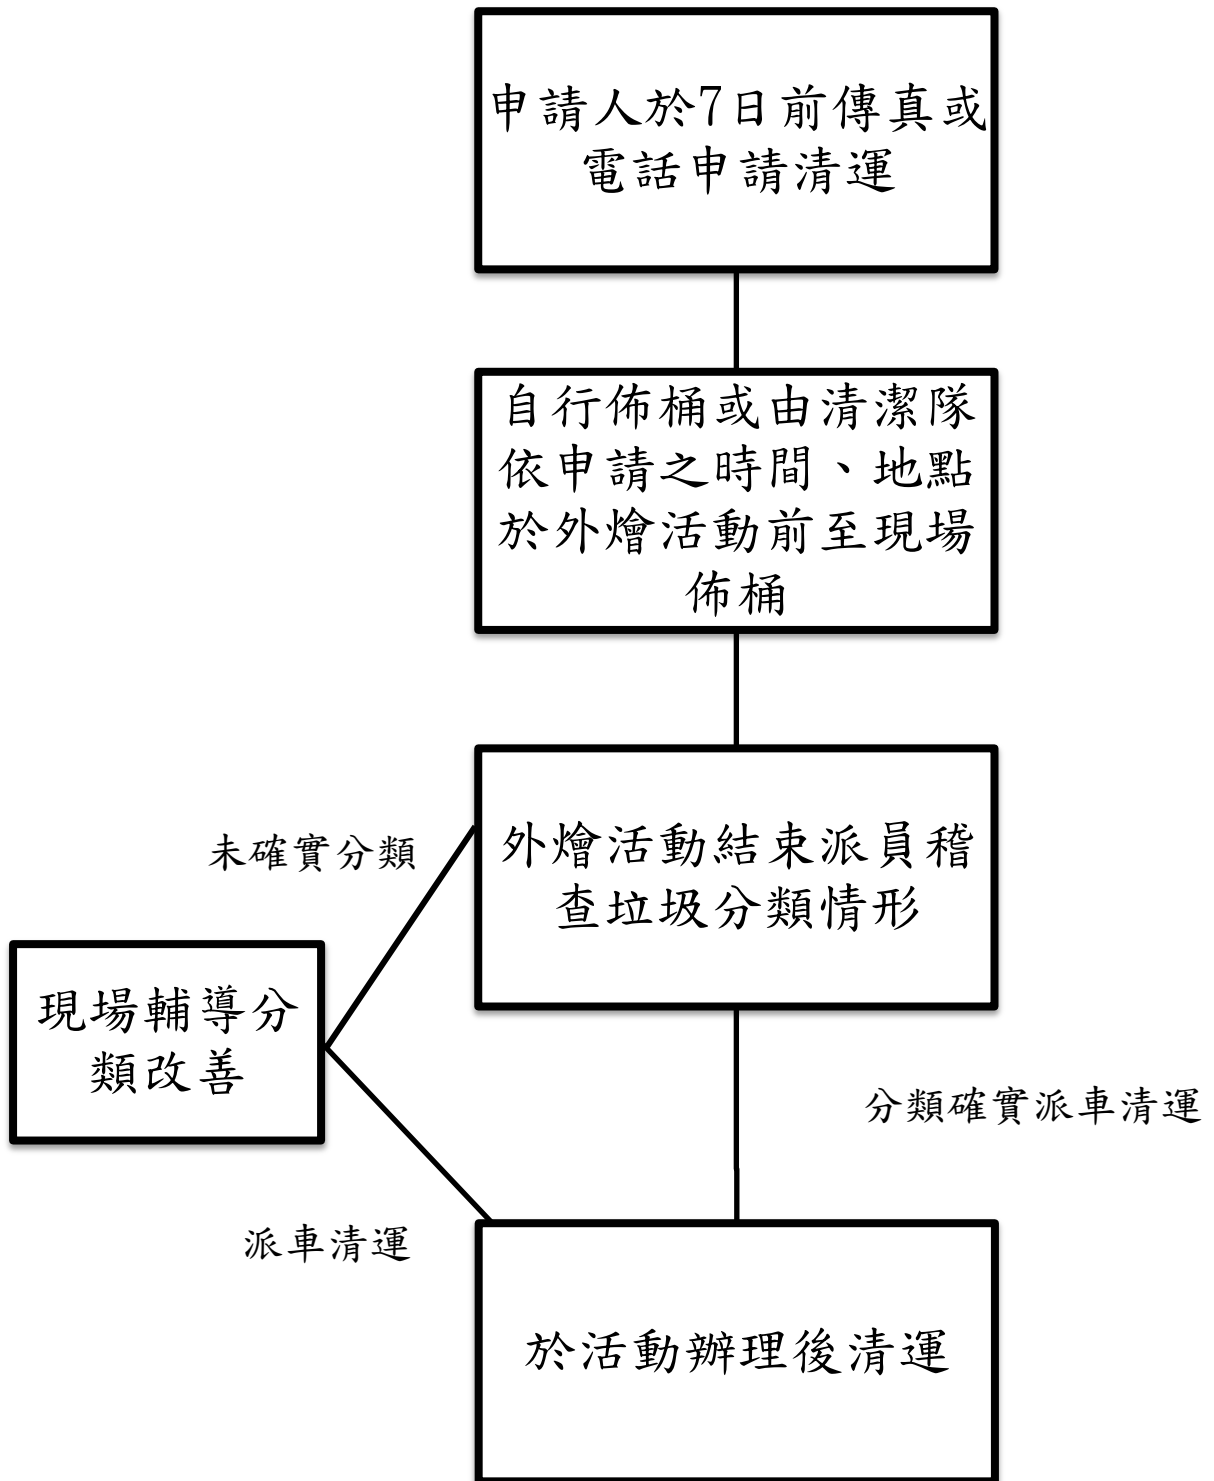 申請人於7日前傳真或
電話申請清運
自行佈桶或由清潔隊
依申請之時間、地點
於外燴活動前至現場
佈桶
未確實分類
外燴活動結束派員稽
查垃圾分類情形
現場輔導分
類改善
分類確實派車清運
派車清運
於活動辦理後清運